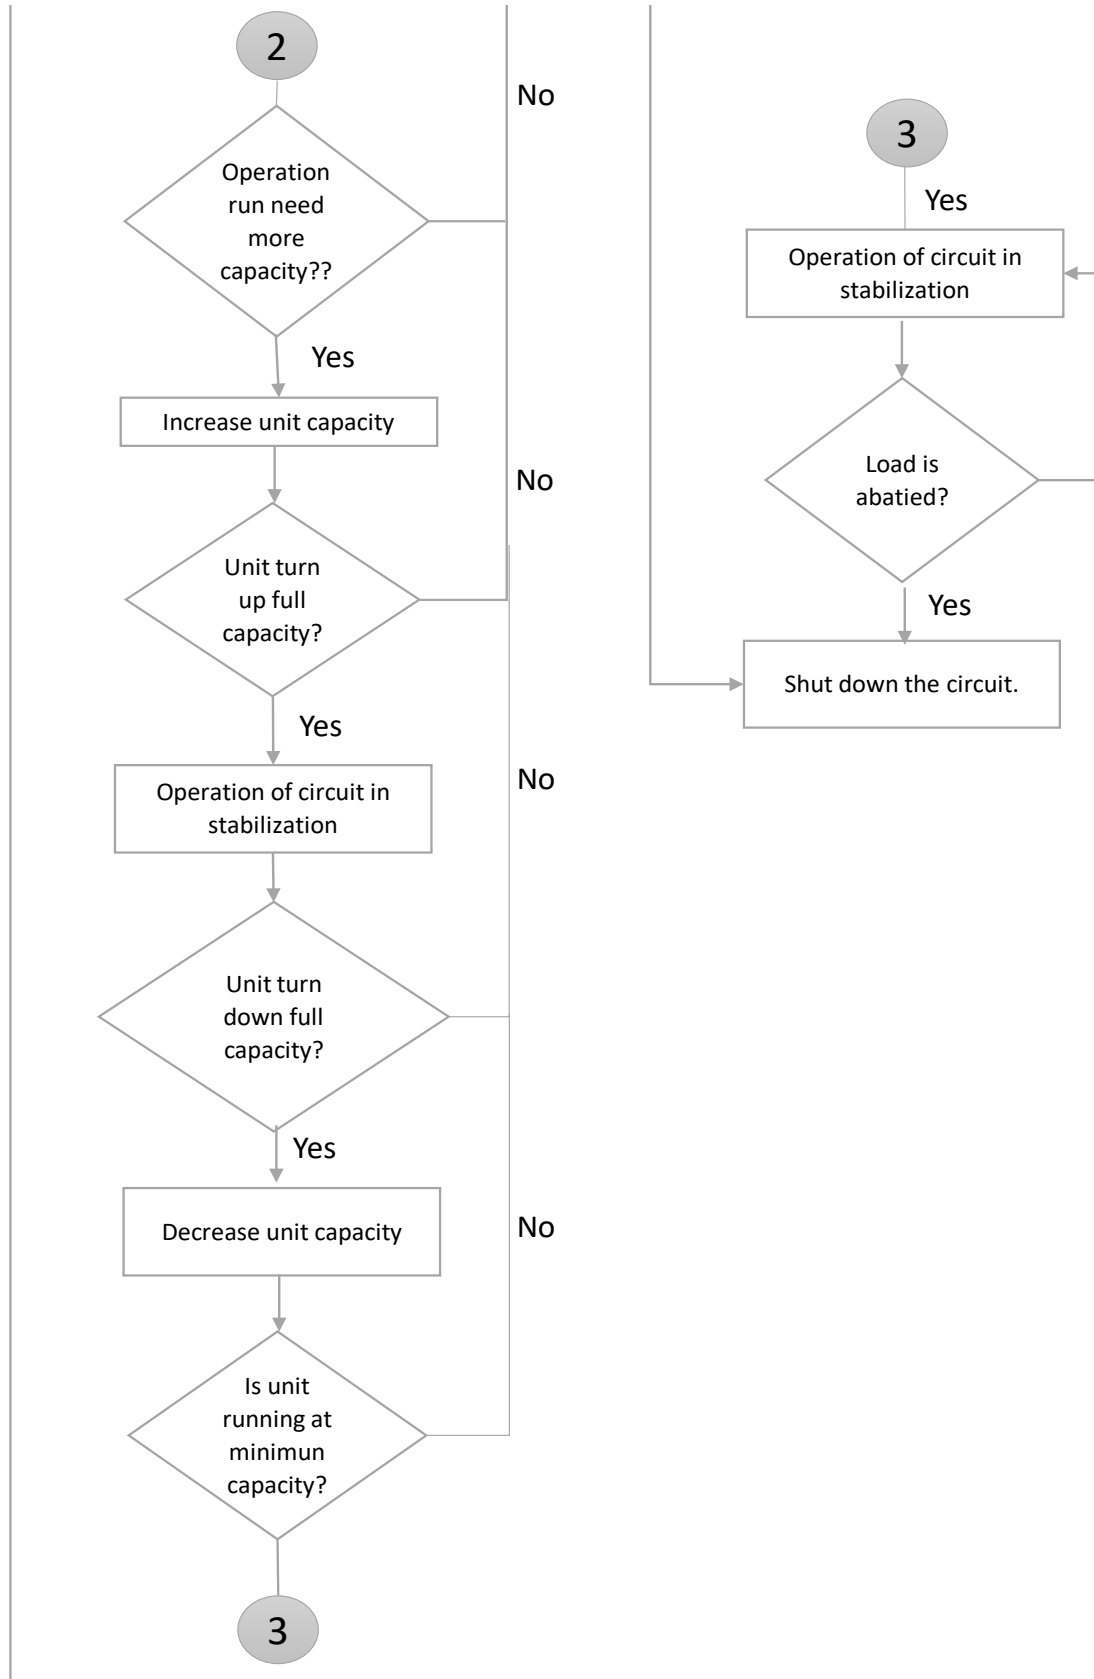 2
No
Operation
run need
more
capacity??
Yes
Increase unit capacity
No
Unit turn
up full
capacity?
Yes
No
Operation of circuit in
stabilization
Unit turn
down full
capacity?
Yes
No
Decrease unit capacity
Is unit
running at
minimun
capacity?
3
3
Yes
Operation of circuit in
stabilization
Load is
abatied?
Yes
Shut down the circuit.